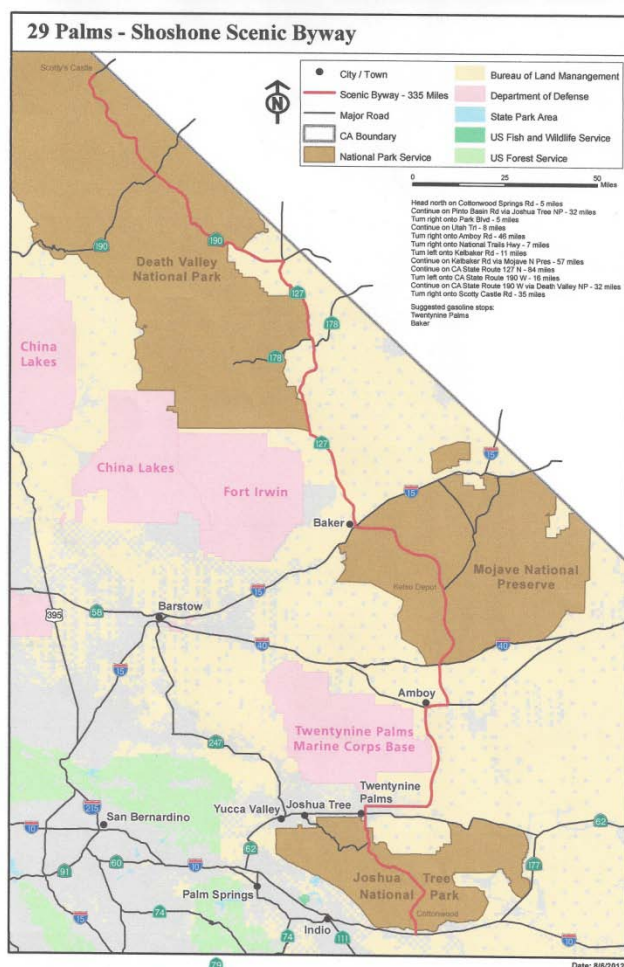 29 Palms - Shoshone Scenic Byway
Scotty's Castle
N
City / Town
Scenic Byway - 335 Miles
Major Road
CA Boundary
National Park Service
Bureau of Land Manangement
Department of Defense
State Park Area
US Fish and Wildlife Service
US Forest Service
0 25 50
Miles
Head north on Cottonwood Springs Rd - 5 miles
Continue on Pinto Basin Rd via Joshua Tree NP - 32 miles
Turn right onto Park Blvd - 5 miles
Continue on Utah Trl - 8 miles
Turn right onto Amboy Rd - 46 miles
Turn right onto National Trails Hwy - 7 miles
Turn left onto Kelbaker Rd - 11 miles
Continue on Kelbaker Rd via Mojave N Pres - 57 miles
Continue on CA State Route 127 N - 84 miles
Turn left onto CA State Route 190 W - 16 miles
Continue on CA State Route 190 W via Death Valley NP - 32 miles
Turn right onto Scotty Castle Rd - 35 miles
Suggested gasoline stops:
Twentynine Palms
Baker
190
190
Death Valley
National Park
127
178
178
China
Lakes
China Lakes
127
Fort Irwin
15
15
Baker
Mojave National
Preserve
Kelso Depot
395
58
Barstow
15
15
40
40
Amboy
Twentynine Palms
Marine Corps Base
247
Twentynine
Palms
Yucca Valley
Joshua Tree
215
San Bernardino
10
62
62
177
91
60
10
Joshua Tree
National Park
Cottonwood
Palm Springs
15
74
74
Indio
111
10
79
Date: 8/6/2012